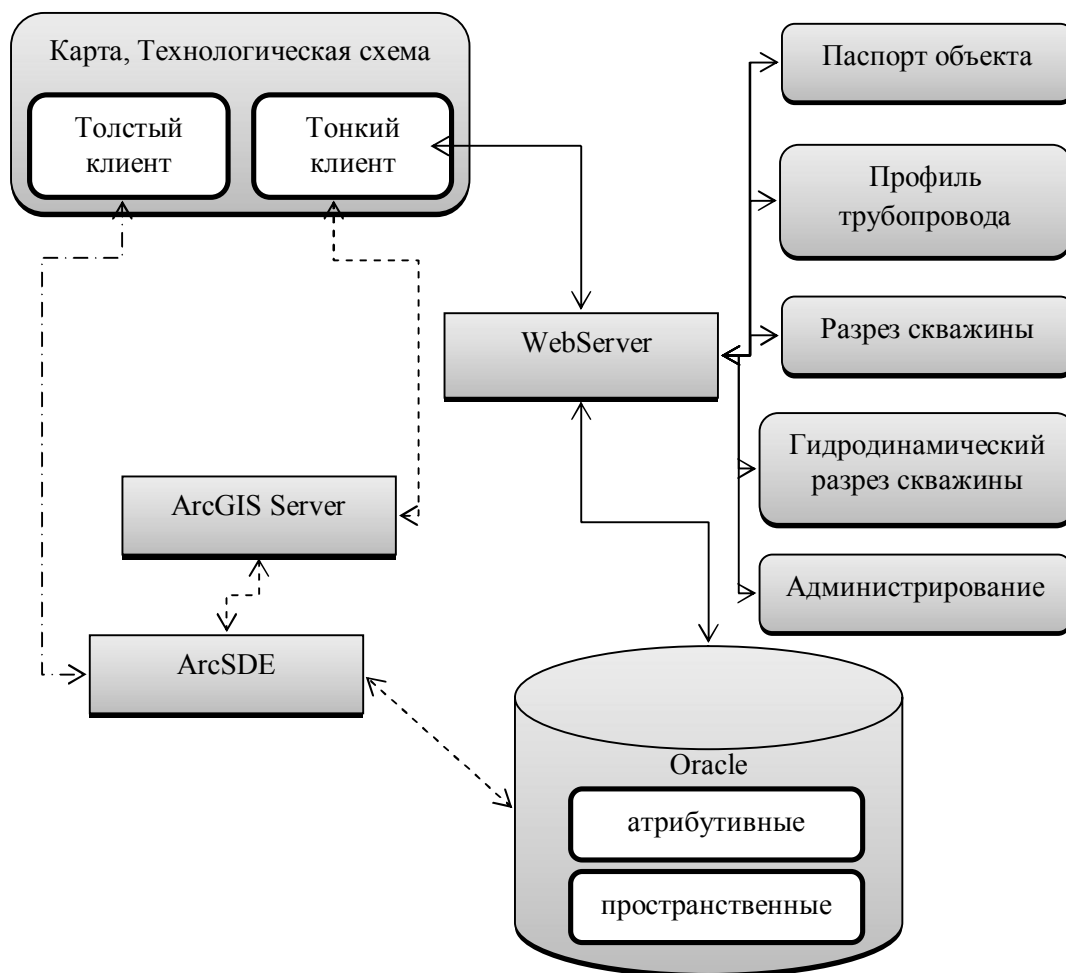 Карта, Технологическая схема
Толстый
клиент
Тонкий
клиент
Паспорт объекта
Профиль
трубопровода
WebServer
Разрез скважины
Гидродинамический
разрез скважины
ArcGIS Server
Администрирование
ArcSDE
Oracle
атрибутивные
пространственные